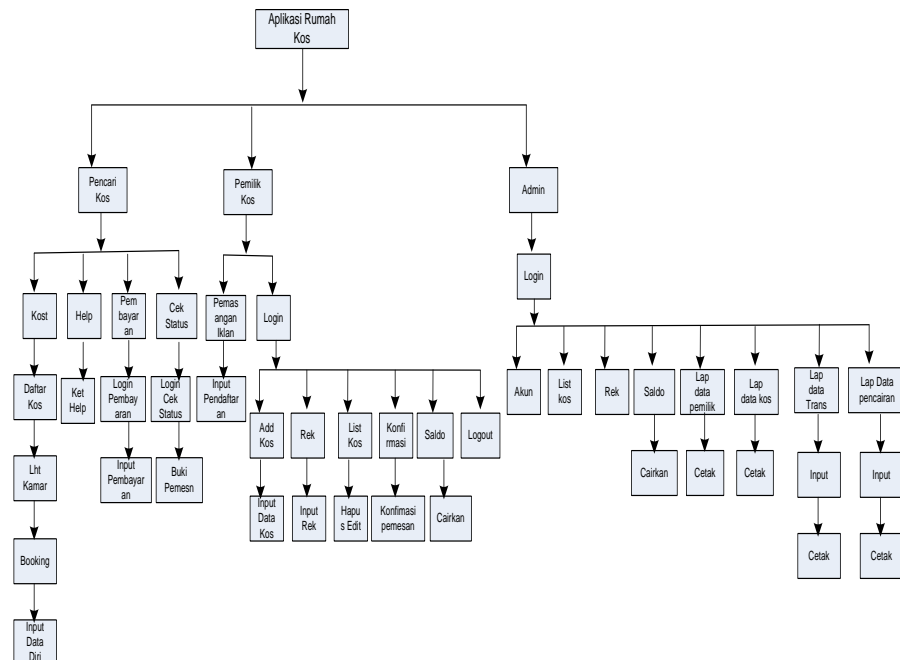 Aplikasi Rumah
Kos
Pencari
Kos
Pemilik
Kos
Admin
Login
Kost
Help
Pem
bayar
an
Cek
Status
Pemas
angan
Iklan
Login
Daftar
Kos
Ket
Help
Login
Pembay
aran
Login
Cek
Status
Input
Pendaftar
an
Akun
List
kos
Rek
Saldo
Lap
data
pemilik
Lap
data kos
Lap
data
Trans
Lap Data
pencairan
Add
Kos
Rek
List
Kos
Konfi
rmasi
Saldo
Logout
Lht
Kamar
Input
Pembayar
an
Buki
Pemesn
Cairkan
Cetak
Cetak
Input
Input
Input
Data
Kos
Input
Rek
Hapu
s Edit
Konfimasi
pemesan
Cairkan
Booking
Cetak
Cetak
Input
Data
Diri